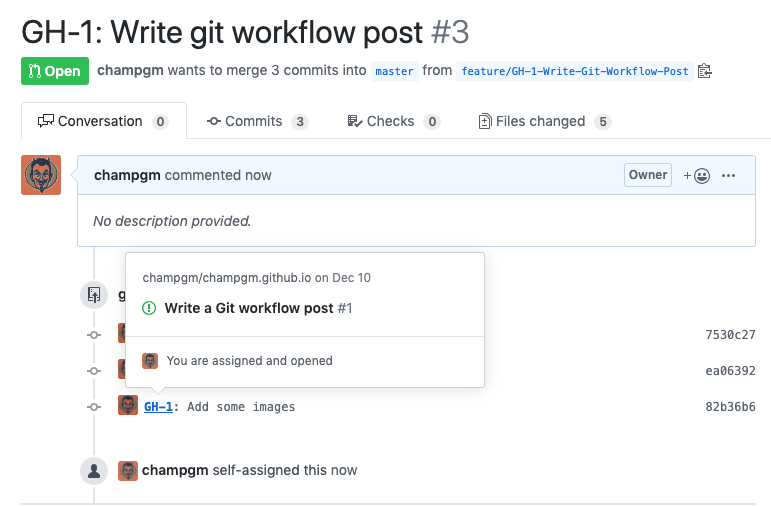 GH-1: Write git workflow post #3
Open champgm wants to merge 3 commits into master from feature/GH-1-Write-Git-Workflow-Post
Conversation 0 Commits 3 Checks 0 Files changed 5
champgm commented now Owner
No description provided.
champgm/champgm.github.io on Dec 10
Write a Git workflow post #1
7530c27
You are assigned and opened
ea06392
GH-1: Add some images 82b36b6
champgm self-assigned this now